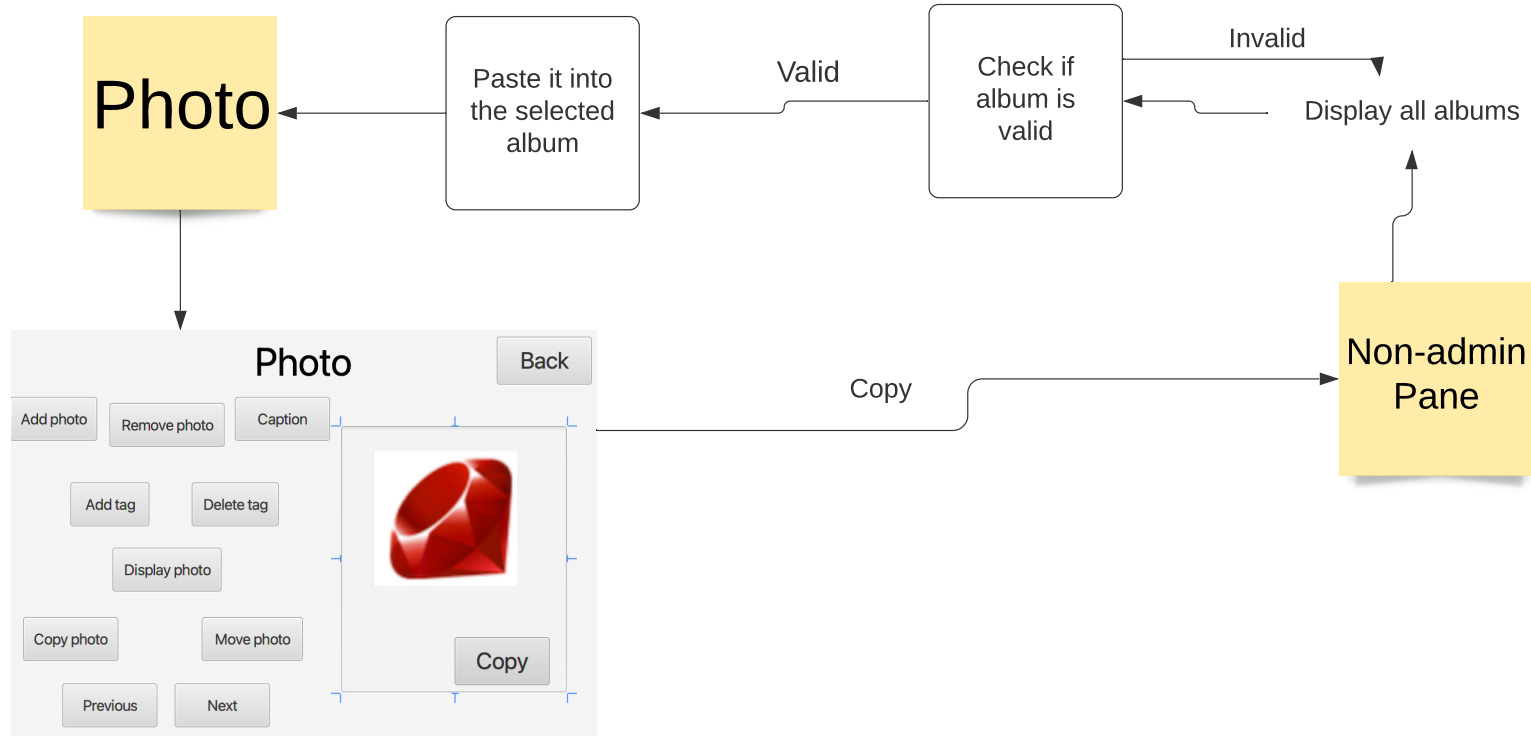 Photo
Paste it into
the selected
album
Valid
Check if
album is
valid
Invalid
Display all albums
Photo
Back
Add photo
Remove photo
Caption
Add tag
Delete tag
Display photo
Copy photo
Move photo
Previous
Next
Copy
Copy
Non-admin
Pane